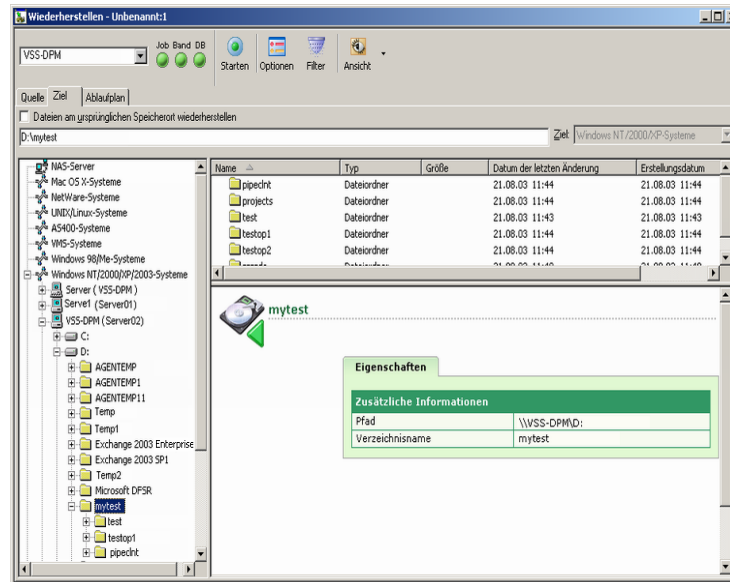 Wiederherstellen - Unbenannt:1
VSS-DPM
Job Band DB
Starten
Optionen
Filter
Ansicht
Quelle
Ziel
Ablaufplan
Dateien am ursprünglichen Speicherort wiederherstellen
D:\mytest
Ziel: Windows NT/2000/XP-Systeme
NAS-Server
Mac OS X-Systeme
NetWare-Systeme
UNIX/Linux-Systeme
AS400-Systeme
VMS-Systeme
Windows 98/Me-Systeme
Windows NT/2000/XP/2003-Systeme
Server ( VSS-DPM )
Server (Server01)
VSS-DPM (Server02)
C:
D:
AGENTEMP
AGENTEMP1
AGENTEMP11
Temp
Temp1
Exchange 2003 Enterprise
Exchange 2003 SP1
Temp2
Microsoft DFSR
mytest
test
testop1
pipeclnt
Name Typ Größe Datum der letzten Änderung Erstellungsdatum
pipeclnt Dateiordner 21.08.03 11:44 21.08.03 11:44
projects Dateiordner 21.08.03 11:44 21.08.03 11:44
test Dateiordner 21.08.03 11:43 21.08.03 11:43
testop1 Dateiordner 21.08.03 11:44 21.08.03 11:44
testop2 Dateiordner 21.08.03 11:44 21.08.03 11:44
mytest
Eigenschaften
Zusätzliche Informationen
Pfad \\VSS-DPM\D:
Verzeichnisname mytest